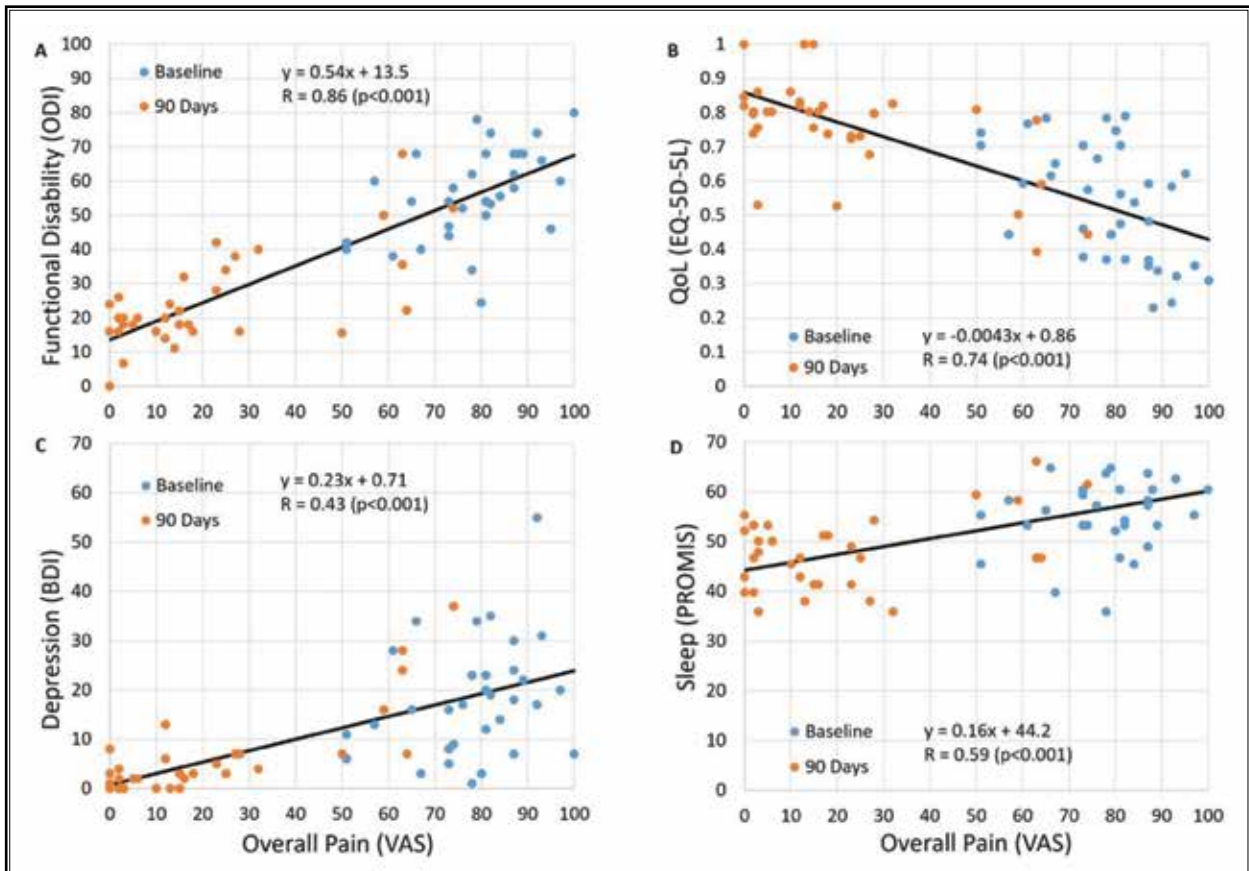 A
Functional Disability (ODI)
100
90
80
70
60
50
40
30
20
10
0
Baseline
90 Days
y = 0.54x + 13.5
R = 0.86 (p<0.001)
0 10 20 30 40 50 60 70 80 90 100
B
QoL (EQ-5D-5L)
1
0.9
0.8
0.7
0.6
0.5
0.4
0.3
0.2
0.1
0
Baseline
90 Days
y = -0.0043x + 0.86
R = 0.74 (p<0.001)
0 10 20 30 40 50 60 70 80 90 100
C
Depression (BDI)
70
60
50
40
30
20
10
0
Baseline
90 Days
y = 0.23x + 0.71
R = 0.43 (p<0.001)
0 10 20 30 40 50 60 70 80 90 100
Overall Pain (VAS)
D
Sleep (PROMIS)
70
60
50
40
30
20
10
0
Baseline
90 Days
y = 0.16x + 44.2
R = 0.59 (p<0.001)
0 10 20 30 40 50 60 70 80 90 100
Overall Pain (VAS)